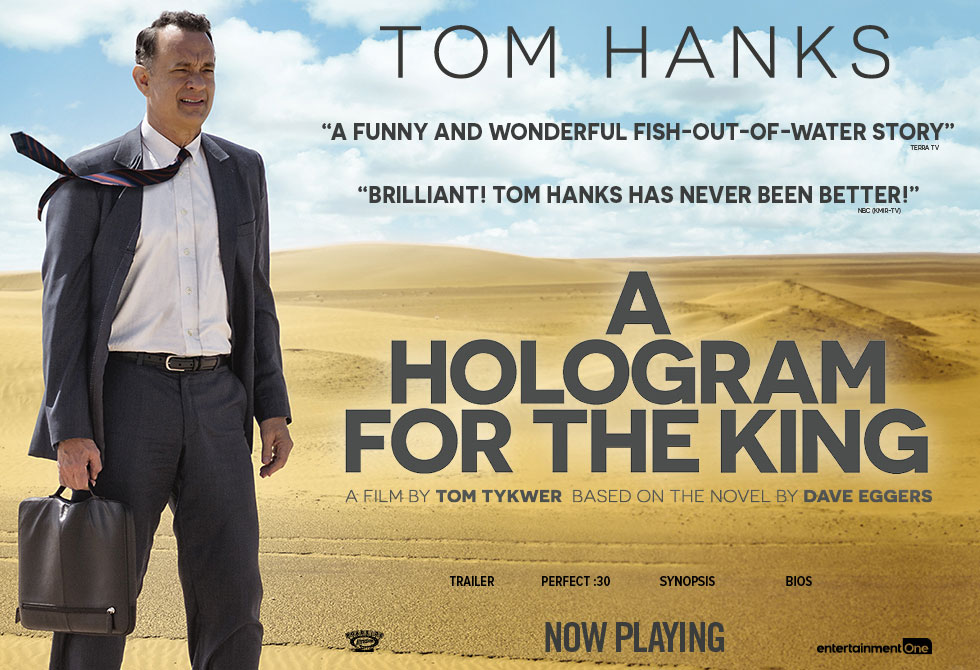 TOM HANKS
“A FUNNY AND WONDERFUL FISH-OUT-OF-WATER STORY”
TERRA TV
“BRILLIANT! TOM HANKS HAS NEVER BEEN BETTER!”
NBC (KMIR-TV)
A
HOLOGRAM
FOR THE KING
A FILM BY TOM TYKWER BASED ON THE NOVEL BY DAVE EGGERS
TRAILER PERFECT :30 SYNOPSIS BIOS
NOW PLAYING
entertainment One